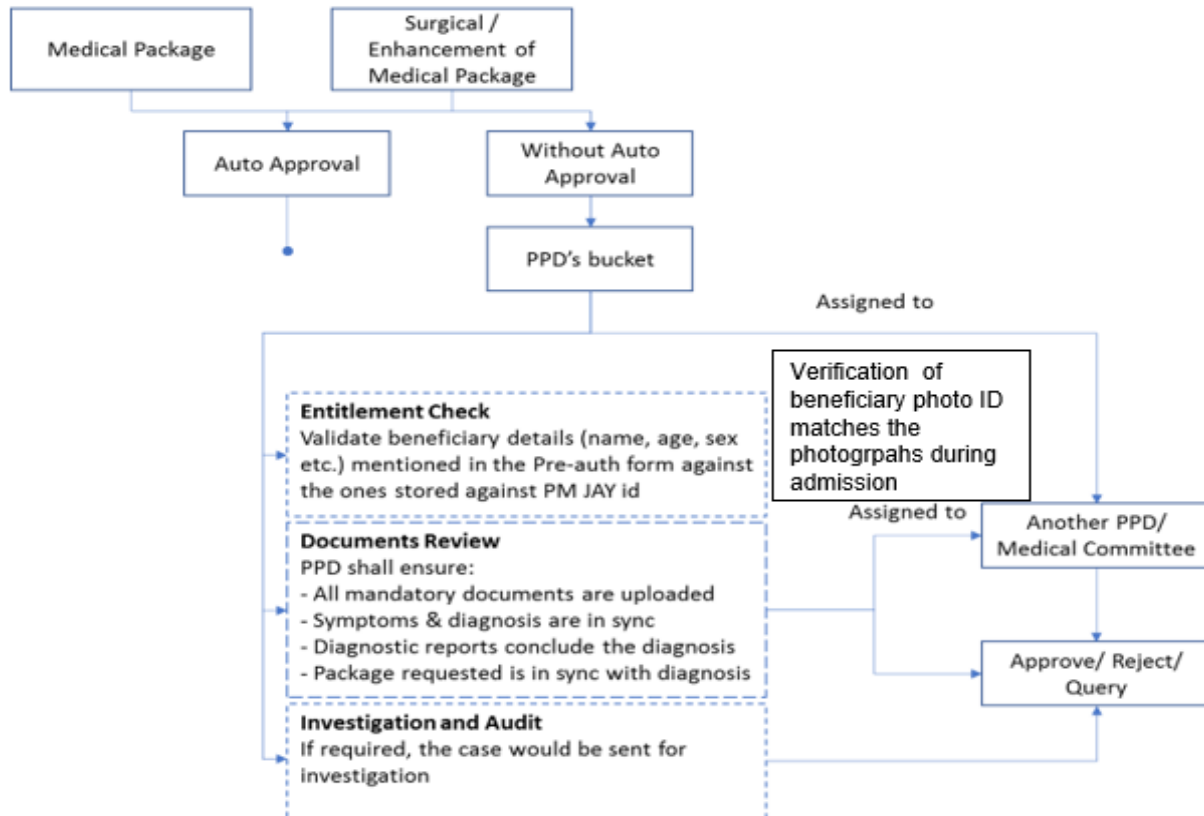 Medical Package
Surgical /
Enhancement of
Medical Package
Auto Approval
Without Auto
Approval
PPD's bucket
Assigned to
Verification of
beneficiary photo ID
matches the
photogrpahs during
admission
Entitlement Check
Validate beneficiary details (name, age, sex
etc.) mentioned in the Pre-auth form against
the ones stored against PM JAY id
Assigned to
Another PPD/
Medical Committee
Documents Review
PPD shall ensure:
- All mandatory documents are uploaded
- Symptoms & diagnosis are in sync
- Diagnostic reports conclude the diagnosis
- Package requested is in sync with diagnosis
Approve/ Reject/
Query
Investigation and Audit
If required, the case would be sent for
investigation